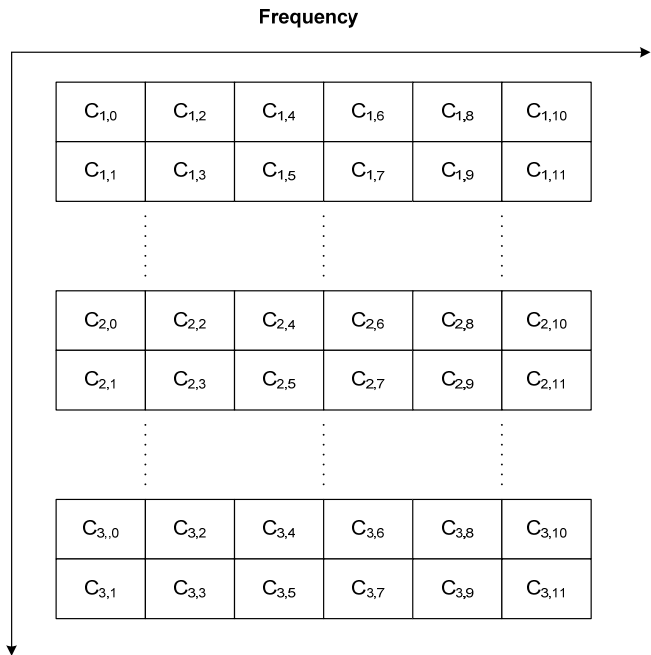 Frequency
C1,0 C1,2 C1,4 C1,6 C1,8 C1,10
C1,1 C1,3 C1,5 C1,7 C1,9 C1,11
C2,0 C2,2 C2,4 C2,6 C2,8 C2,10
C2,1 C2,3 C2,5 C2,7 C2,9 C2,11
C3,,0 C3,2 C3,4 C3,6 C3,8 C3,10
C3,1 C3,3 C3,5 C3,7 C3,9 C3,11